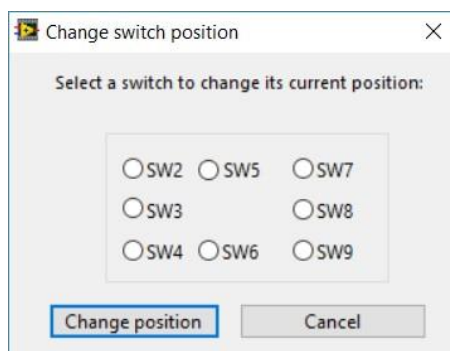 Change switch position
Select a switch to change its current position:
SW2 SW5 SW7
SW3 SW8
SW4 SW6 SW9
Change position Cancel